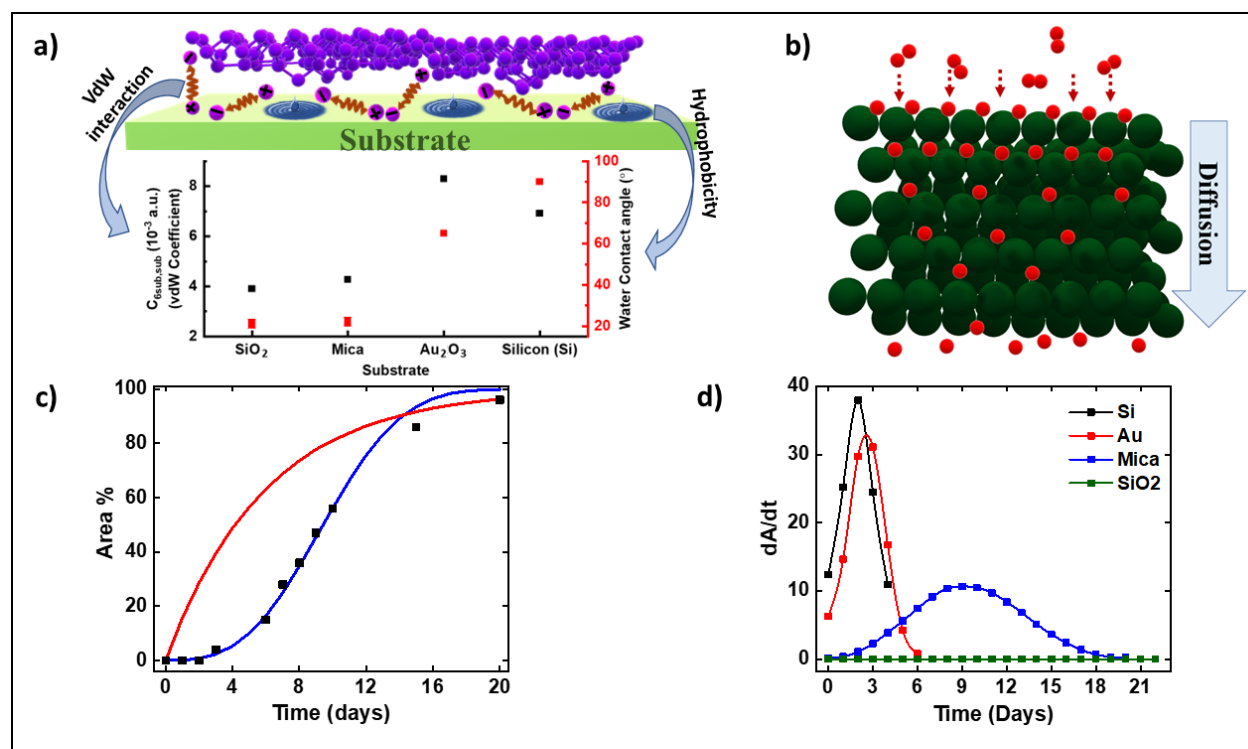 a)
VdW
interaction
Substrate
Hydrophobicity
C6sub,sub (10⁻³ a.u.)
(vdW Coefficient)
8
6
4
2
100
80
60
40
20
Water Contact angle (°)
SiO₂ Mica Au₂O₃ Silicon (Si)
Substrate
b)
Diffusion
c)
Area %
100
80
60
40
20
0
0 4 8 12 16 20
Time (days)
d)
dA/dt
40
30
20
10
0
Si
Au
Mica
SiO2
0 3 6 9 12 15 18 21
Time (Days)